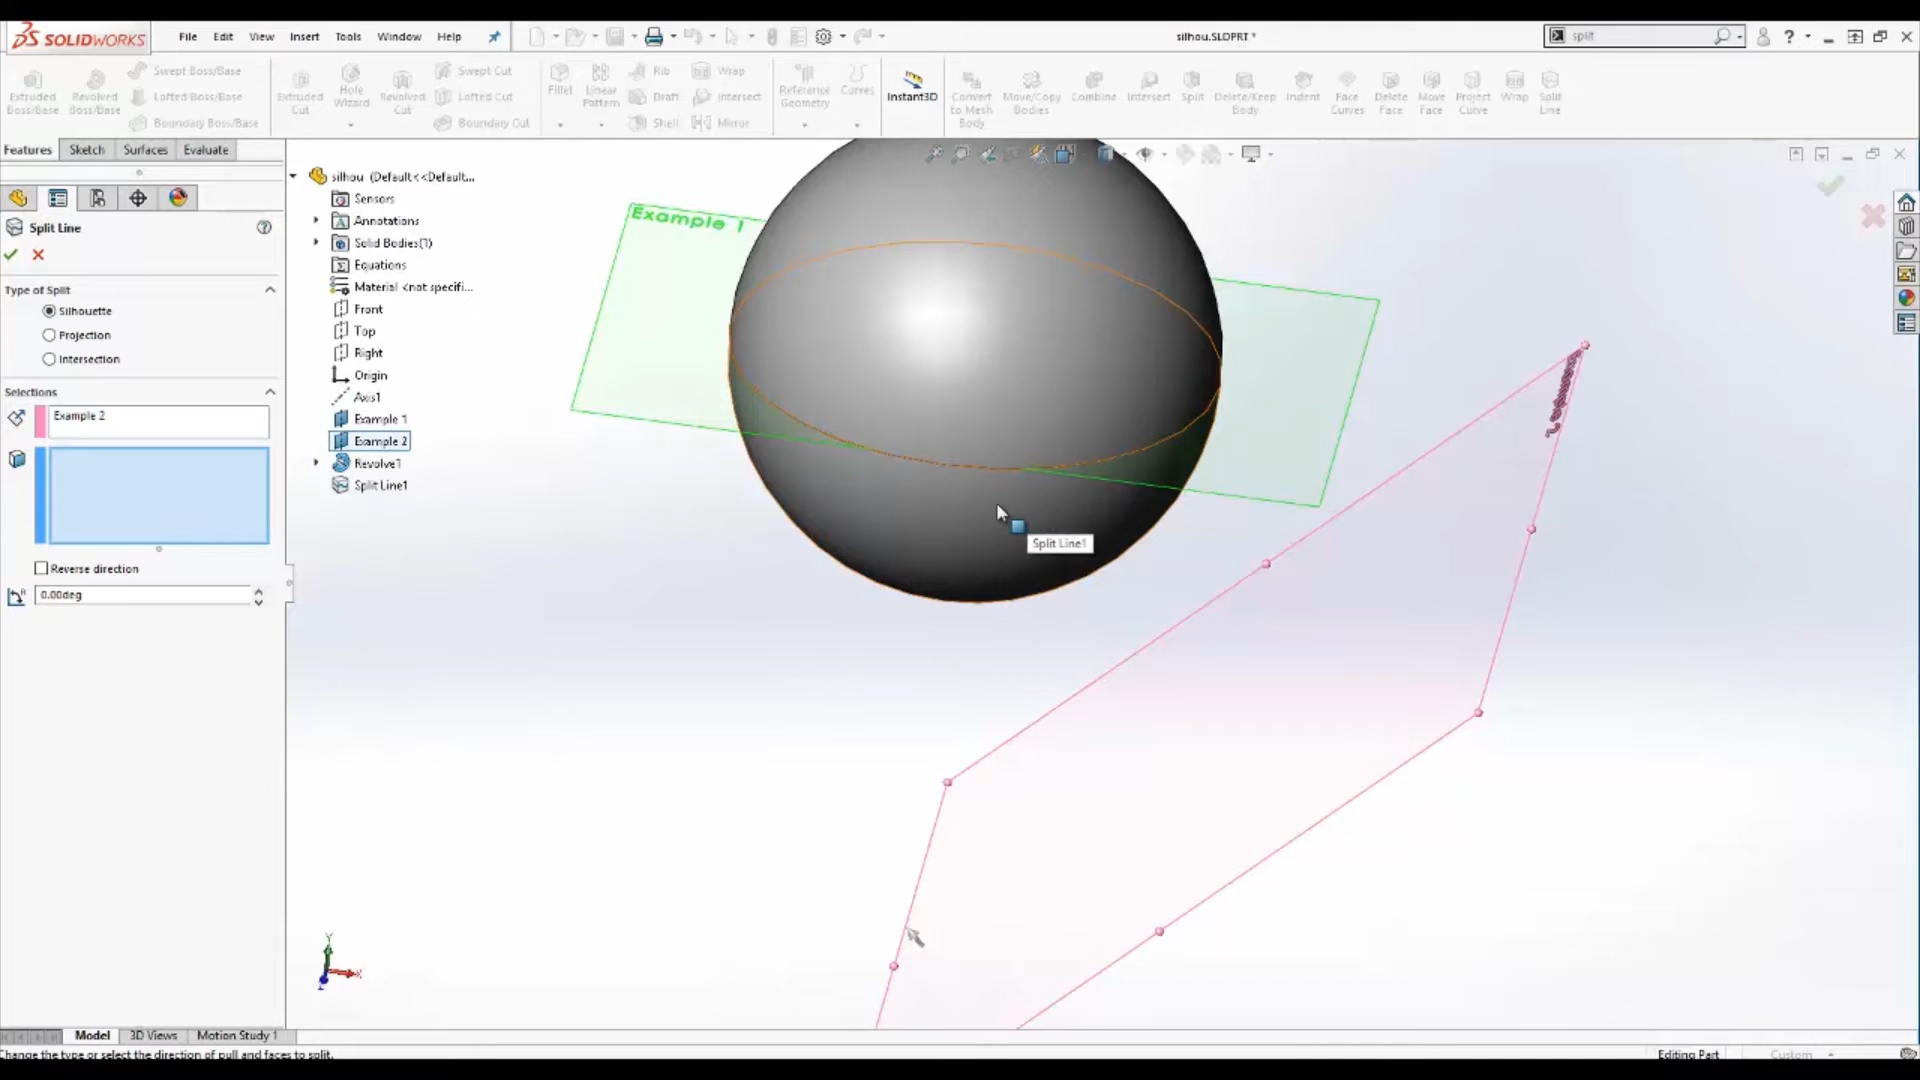 SOLIDWORKS
File Edit View Insert Tools Window Help
silhou.SLDPRT *
split
Extruded Boss/Base
Revolved Boss/Base
Swept Boss/Base
Lofted Boss/Base
Boundary Boss/Base
Extruded Cut
Hole Wizard
Revolved Cut
Swept Cut
Lofted Cut
Boundary Cut
Fillet
Linear Pattern
Rib
Draft
Shell
Wrap
Intersect
Mirror
Reference Geometry
Curves
Instant3D
Convert to Mesh Body
Move/Copy Bodies
Combine
Intersect
Split
Delete/Keep Body
Indent
Face Curves
Delete Face
Move Face
Project Curve
Wrap
Split Line
Features Sketch Surfaces Evaluate
Split Line
Type of Split
Silhouette
Projection
Intersection
Selections
Example 2
Reverse direction
0.00deg
silhou (Default<<Default...
Sensors
Annotations
Solid Bodies(1)
Equations
Material <not specifi...
Front
Top
Right
Origin
Axis1
Example 1
Example 2
Revolve1
Split Line1
Example 1
Example 2
Split Line1
Y
X
Z
Model 3D Views Motion Study 1
Change the type or select the direction of pull and faces to split.
Editing Part
Custom